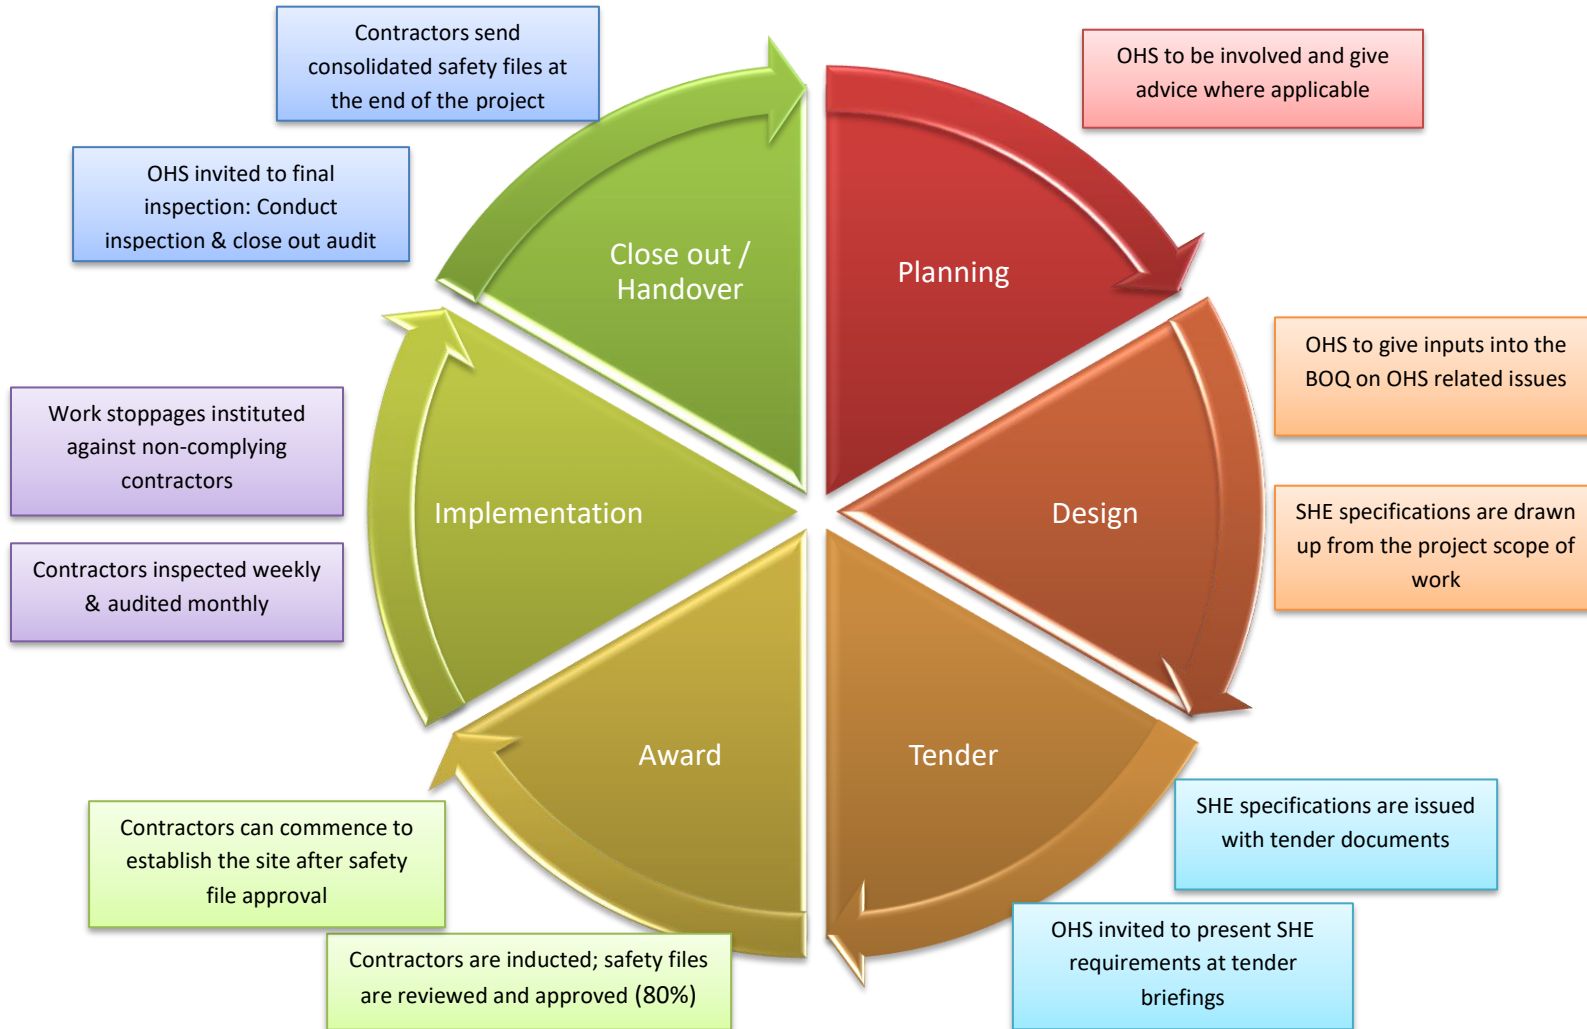 Contractors send
consolidated safety files at
the end of the project
OHS to be involved and give
advice where applicable
OHS invited to final
inspection: Conduct
inspection & close out audit
Close out /
Handover
Planning
OHS to give inputs into the
BOQ on OHS related issues
Work stoppages instituted
against non-complying
contractors
Implementation
Design
SHE specifications are drawn
up from the project scope of
work
Contractors inspected weekly
& audited monthly
Award
Tender
SHE specifications are issued
with tender documents
Contractors can commence to
establish the site after safety
file approval
OHS invited to present SHE
requirements at tender
briefings
Contractors are inducted; safety files
are reviewed and approved (80%)